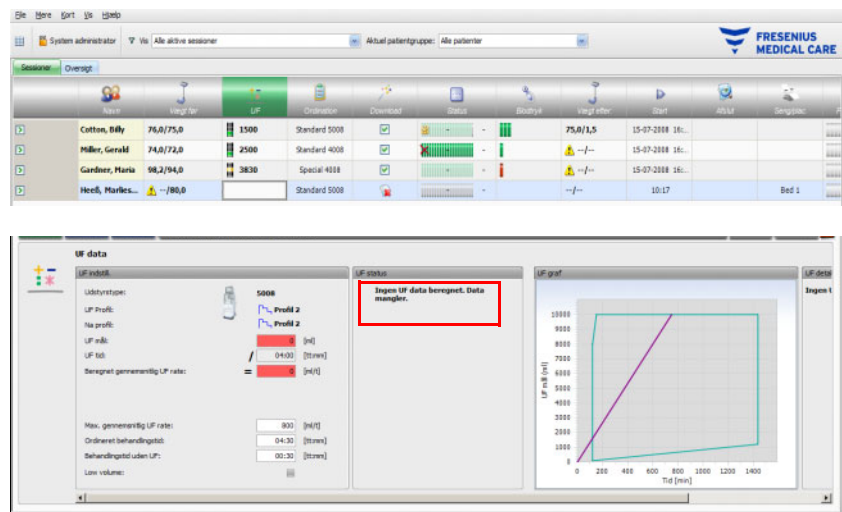 File Here Kort Vis Hjælp
System administrator Vis Alle aktive sessioner Aktuel patientgruppe: Alle patienter
FRESENIUS
MEDICAL CARE
Sessioner Oversigt
Navn Vægt før UF Ordination Download Status Blodtryk Vægt efter Start Afslut Seng/plac.
Cotton, Billy 76,0/75,0 1500 Standard 5008 - 75,0/1,5 15-07-2008 16:...
Miller, Gerald 74,0/72,0 2500 Standard 4008 - --/-- 15-07-2008 16:...
Gardner, Maria 98,2/94,0 3830 Special 4008 - --/-- 15-07-2008 16:...
Heeß, Marlies... --/80,0 Standard 5008 - --/-- 10:17 Bed 1
UF data
UF indstill. UF status UF graf UF detal
Udstyrstype: 5008
Ingen UF data beregnet. Data
mangler.
Ingen U
UF Profil: Profil 2
Na profil: Profil 2
UF mål: 0 [ml]
UF tid: / 04:00 [tt:mm]
Beregnet gennemsnitlig UF rate: = 0 [ml/t]
Max. gennemsnitlig UF rate: 800 [ml/t]
Ordineret behandlingstid: 04:30 [tt:mm]
Behandlingstid uden UF: 00:30 [tt:mm]
Low volume:
UF mål (ml)
10000
9000
8000
7000
6000
5000
4000
3000
2000
1000
0
0 200 400 600 800 1000 1200 1400
Tid [min]